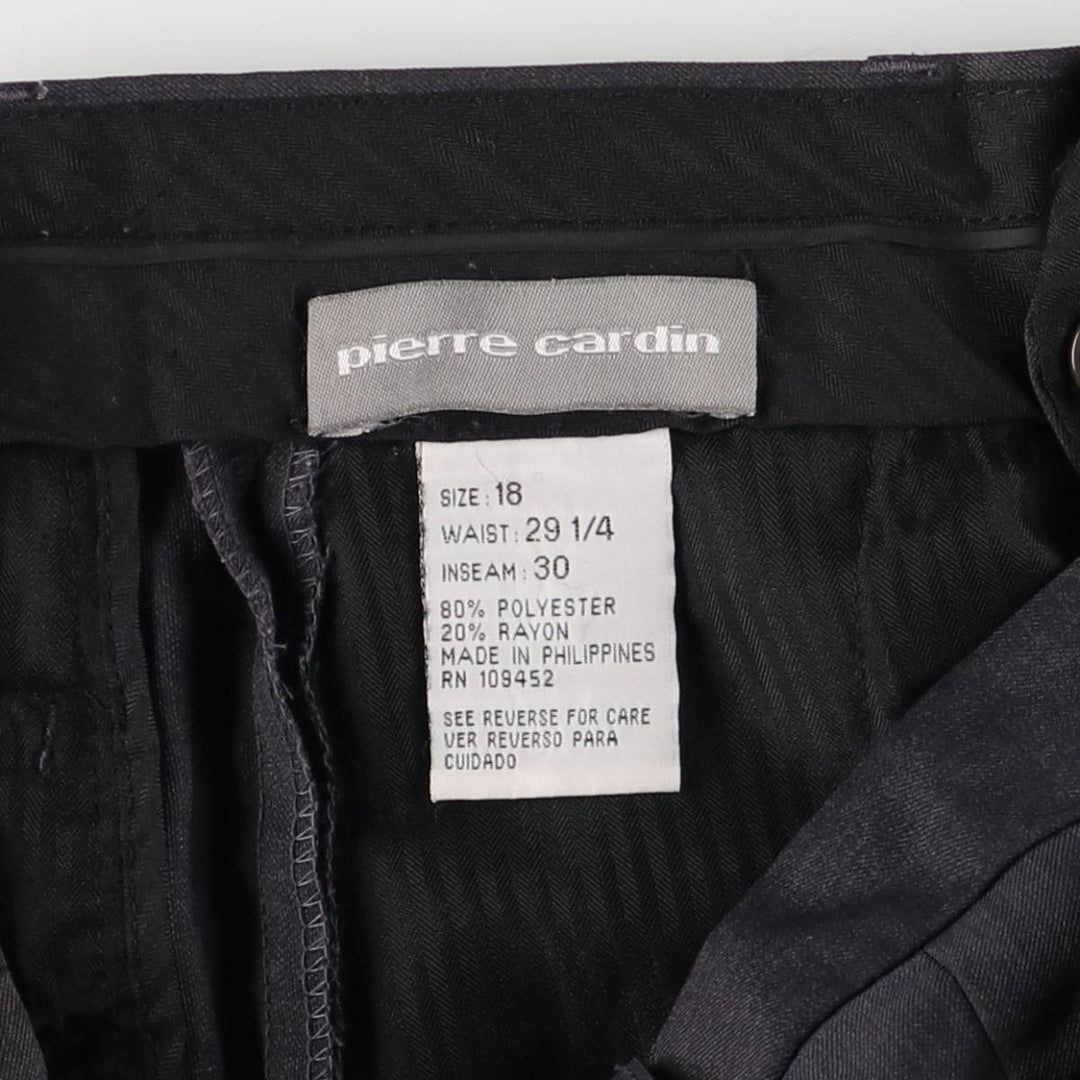 pierre cardin
SIZE: 18
WAIST: 29 1/4
INSEAM: 30
80% POLYESTER
20% RAYON
MADE IN PHILIPPINES
RN 109452
SEE REVERSE FOR CARE
VER REVERSO PARA
CUIDADO